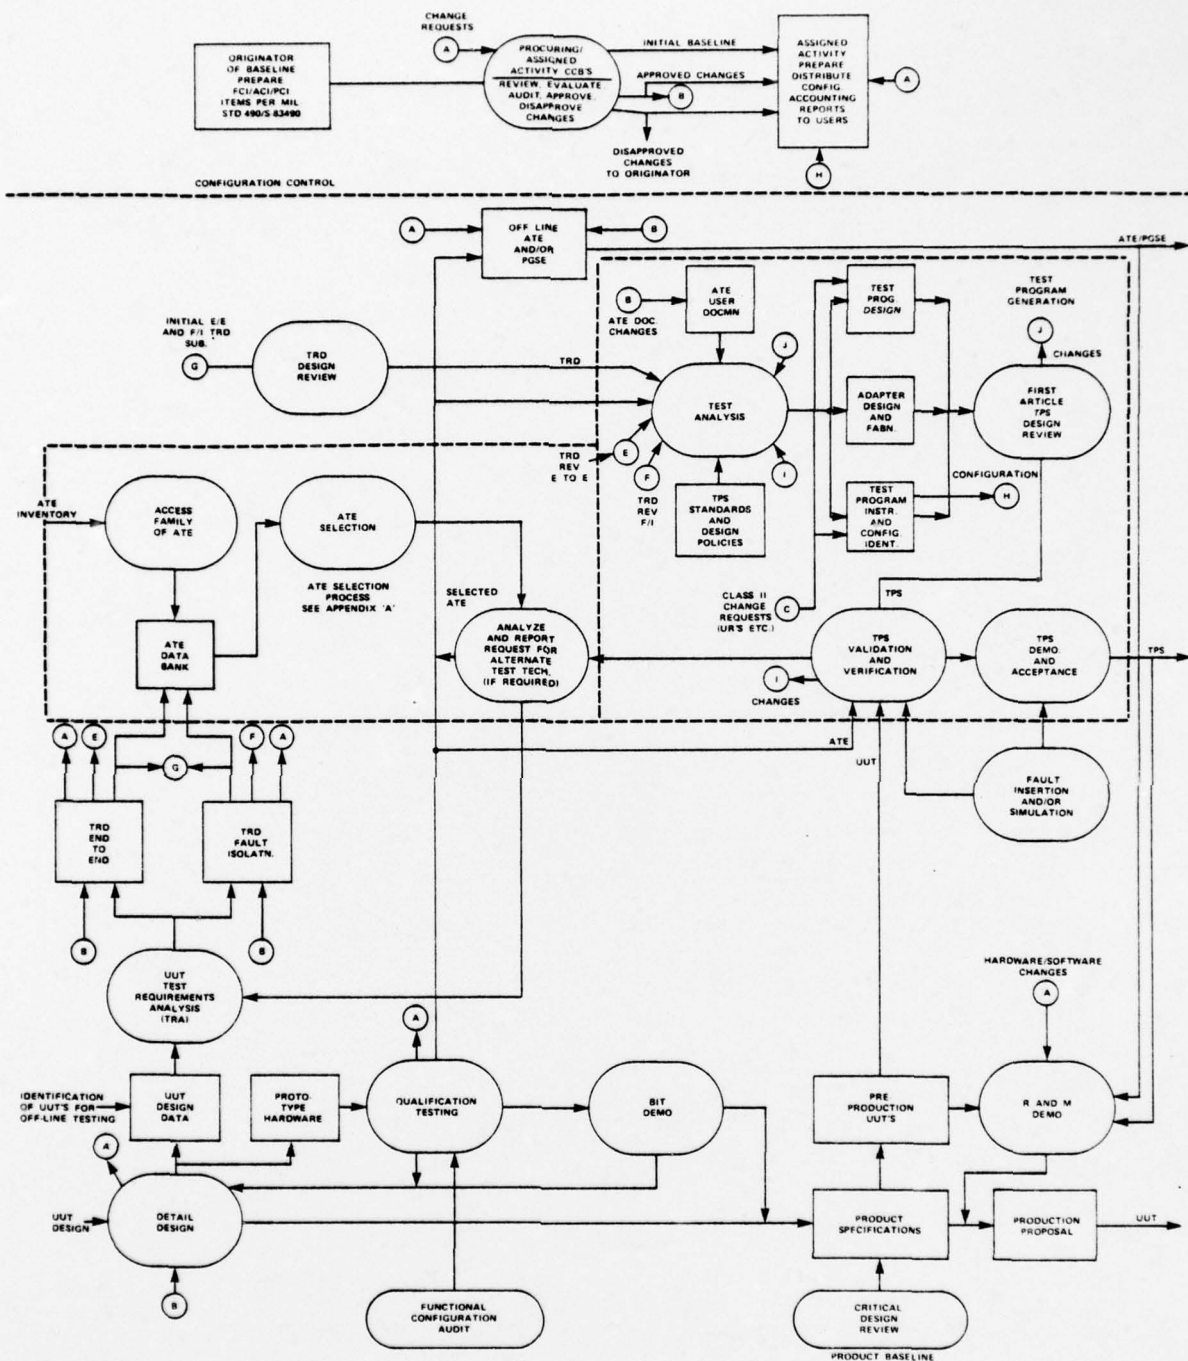 CHANGE
REQUESTS
A
ORIGINATOR
OF BASELINE
PREPARE
FCI/ACI/PCI
ITEMS PER MIL
STD 490/S 83490
PROCURING/
ASSIGNED
ACTIVITY CCB'S
REVIEW, EVALUATE
AUDIT, APPROVE,
DISAPPROVE
CHANGES
INITIAL BASELINE
APPROVED CHANGES
B
DISAPPROVED
CHANGES
TO ORIGINATOR
ASSIGNED
ACTIVITY
PREPARE
DISTRIBUTE
CONFIG.
ACCOUNTING
REPORTS
TO USERS
A
H
CONFIGURATION CONTROL
A
OFF LINE
ATE
AND/OR
PGSE
B
ATE/PGSE
INITIAL E/E
AND F/I TRD
SUB.
G
TRD
DESIGN
REVIEW
TRD
B
ATE DOC
CHANGES
ATE
USER
DOCMN
J
TEST
ANALYSIS
E
TRD
REV
E TO E
F
TRD
REV
F/I
I
TPS
STANDARDS
AND
DESIGN
POLICIES
TEST
PROG.
DESIGN
ADAPTER
DESIGN
AND
FABN.
TEST
PROGRAM
INSTR.
AND
CONFIG.
IDENT.
TEST
PROGRAM
GENERATION
J
CHANGES
FIRST
ARTICLE
TPS
DESIGN
REVIEW
CONFIGURATION
H
ATE
INVENTORY
ACCESS
FAMILY
OF ATE
ATE
SELECTION
ATE SELECTION
PROCESS
SEE APPENDIX 'A'
ATE
DATA
BANK
SELECTED
ATE
ANALYZE
AND REPORT
REQUEST FOR
ALTERNATE
TEST TECH.
(IF REQUIRED)
CLASS II
CHANGE
REQUESTS
(UR'S ETC.)
C
TPS
TPS
VALIDATION
AND
VERIFICATION
I
CHANGES
TPS
DEMO.
AND
ACCEPTANCE
TPS
A
E
F
A
G
ATE
UUT
FAULT
INSERTION
AND/OR
SIMULATION
TRD
END
TO
END
TRD
FAULT
ISOLATN.
B
B
UUT
TEST
REQUIREMENTS
ANALYSIS
(TRA)
HARDWARE/SOFTWARE
CHANGES
A
A
IDENTIFICATION
OF UUT'S FOR
OFF-LINE TESTING
UUT
DESIGN
DATA
PROTO-
TYPE
HARDWARE
QUALIFICATION
TESTING
BIT
DEMO
PRE
PRODUCTION
UUT'S
R AND M
DEMO
A
UUT
DESIGN
DETAIL
DESIGN
B
PRODUCT
SPECIFICATIONS
PRODUCTION
PROPOSAL
UUT
FUNCTIONAL
CONFIGURATION
AUDIT
CRITICAL
DESIGN
REVIEW
PRODUCT BASELINE